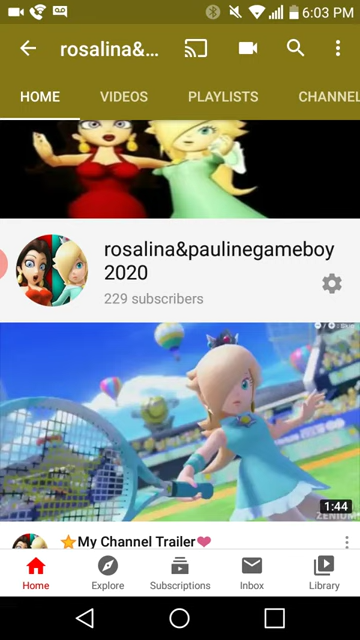 6:03 PM
rosalina&...
HOME VIDEOS PLAYLISTS CHANNEL
rosalina&paulinegameboy
2020
229 subscribers
1:44
⭐My Channel Trailer❤
Home Explore Subscriptions Inbox Library